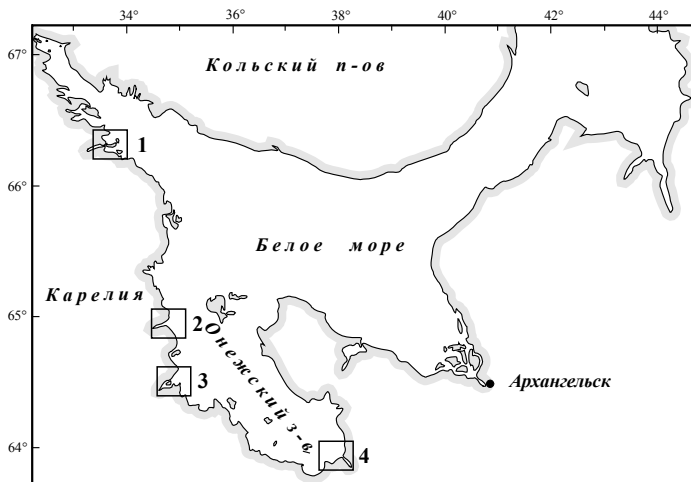 34° 36° 38° 40° 42° 44°
67°
Кольский п-ов
1
66°
Белое море
Карелия
65°
2
Онежский з-в
3
Архангельск
64°
4